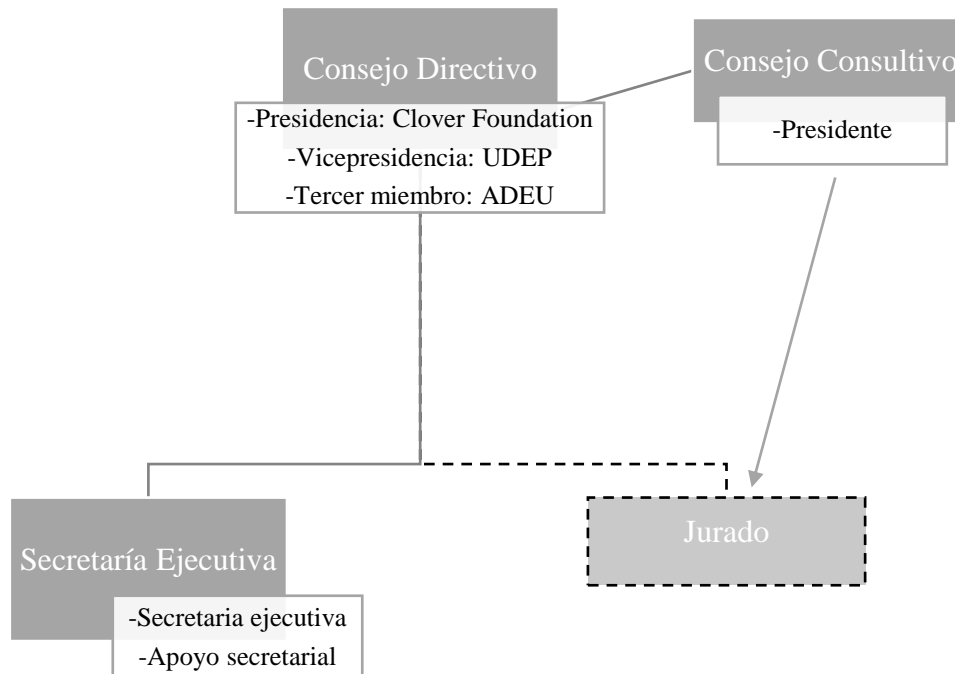 Consejo Directivo
-Presidencia: Clover Foundation
-Vicepresidencia: UDEP
-Tercer miembro: ADEU
Consejo Consultivo
-Presidente
Secretaría Ejecutiva
-Secretaria ejecutiva
-Apoyo secretarial
Jurado